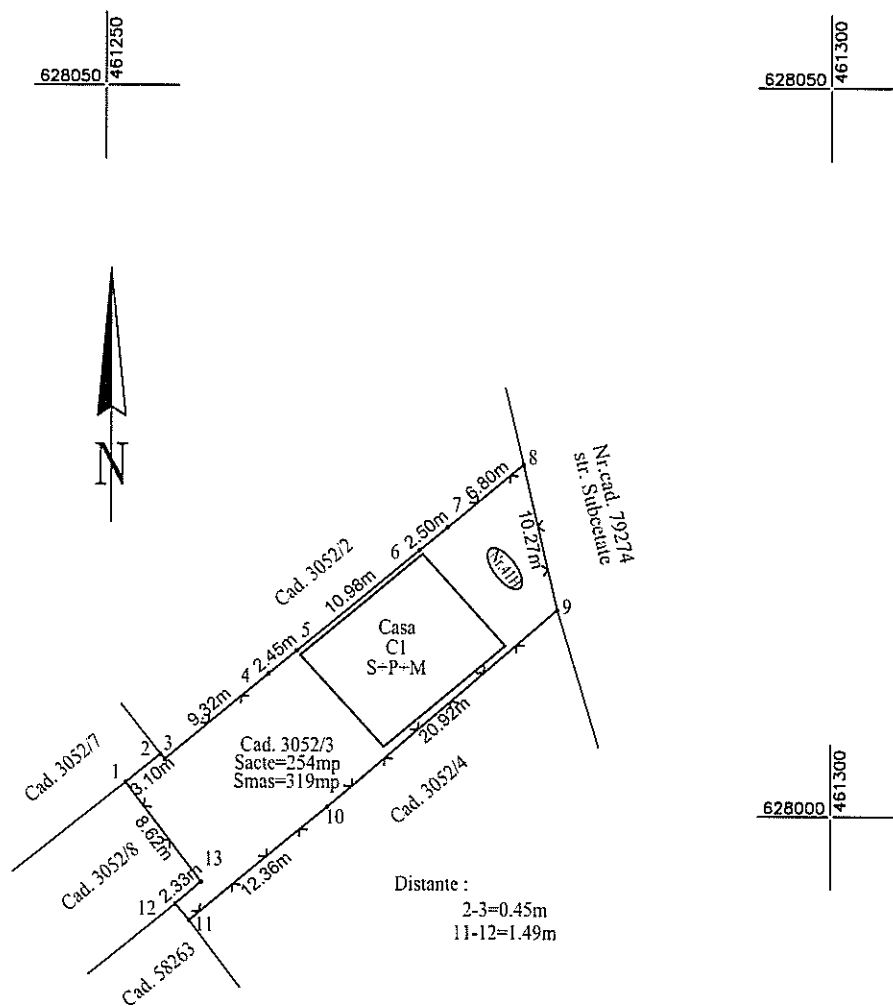 628050
461250
628050
461300
N
8
Nr.cad. 79274
str. Subcetate
6.80m
7
2.50m
6
10.27m
Nr.41B
9
Cad. 3052/2
10.98m
5
Casa
C1
S+P+M
2.45m
4
9.32m
20.92m
Cad. 3052/3
Sacte=254mp
Smas=319mp
Cad. 3052/4
2
3
Cad. 3052/7
1
3.10m
8.62m
10
628000
461300
13
Cad. 3052/8
2.33m
12
12.36m
11
Cad. 58263
Distante :
2-3=0.45m
11-12=1.49m